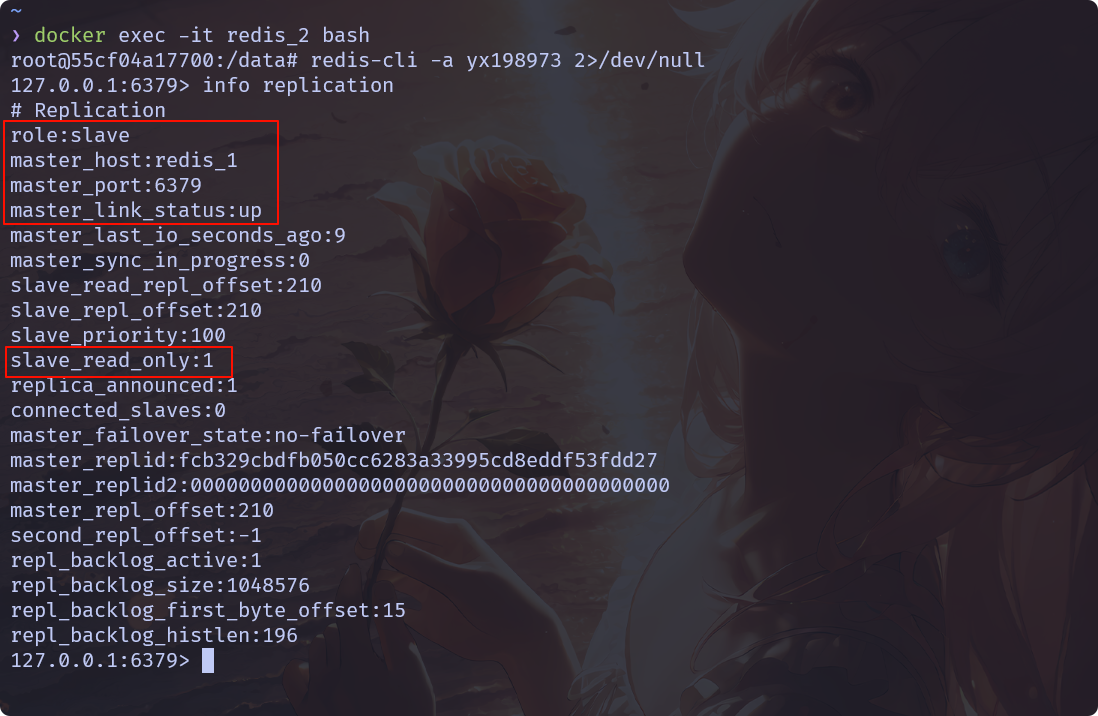 ~
❯ docker exec -it redis_2 bash
root@55cf04a17700:/data# redis-cli -a yx198973 2>/dev/null
127.0.0.1:6379> info replication
# Replication
role:slave
master_host:redis_1
master_port:6379
master_link_status:up
master_last_io_seconds_ago:9
master_sync_in_progress:0
slave_read_repl_offset:210
slave_repl_offset:210
slave_priority:100
slave_read_only:1
replica_announced:1
connected_slaves:0
master_failover_state:no-failover
master_replid:fcb329cbdfb050cc6283a33995cd8eddf53fdd27
master_replid2:0000000000000000000000000000000000000000
master_repl_offset:210
second_repl_offset:-1
repl_backlog_active:1
repl_backlog_size:1048576
repl_backlog_first_byte_offset:15
repl_backlog_histlen:196
127.0.0.1:6379>